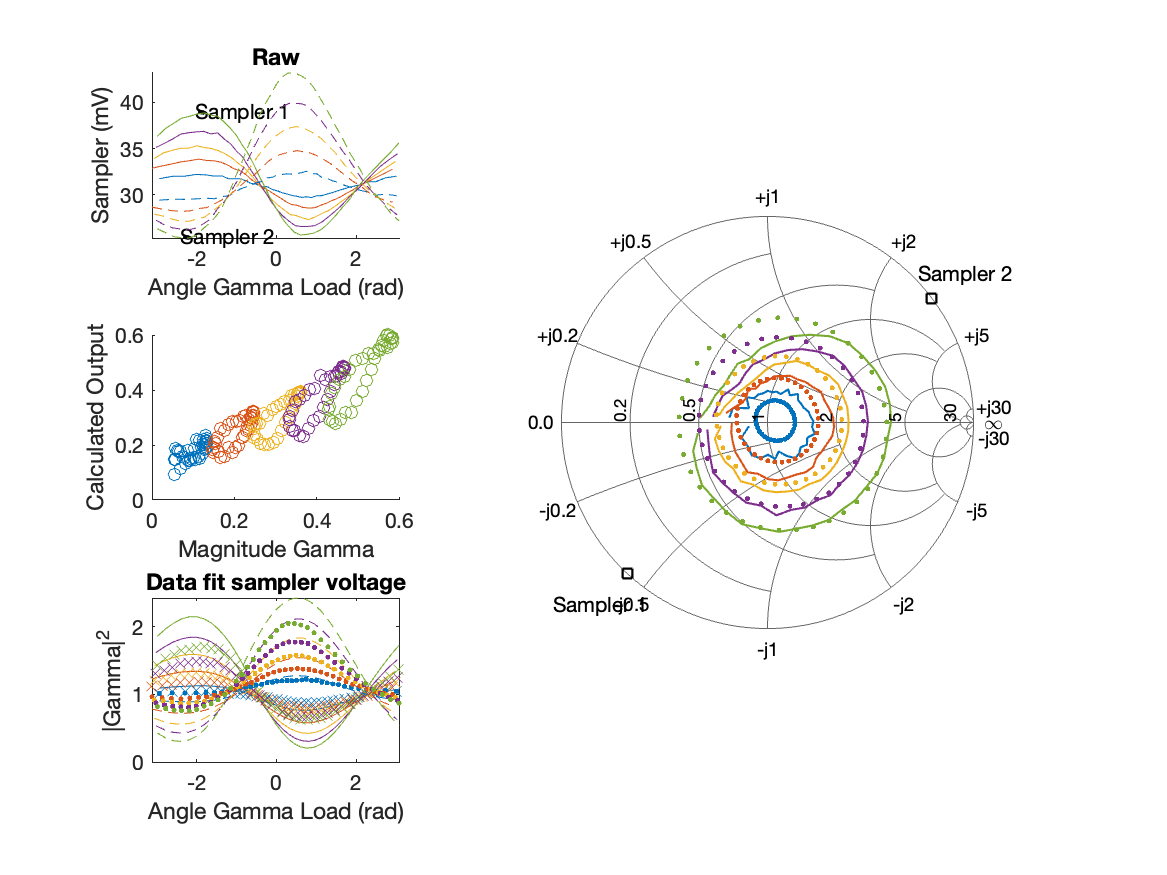 Raw
Sampler (mV)
40
35
30
Sampler 1
Sampler 2
-2 0 2
Angle Gamma Load (rad)
Calculated Output
0.6
0.4
0.2
0
0 0.2 0.4 0.6
Magnitude Gamma
Data fit sampler voltage
|Gamma|2
2
1
0
-2 0 2
Angle Gamma Load (rad)
+j1
+j0.5
+j2
Sampler 2
+j0.2
+j5
0.0
0.2
0.5
1
2
5
30
+j30
∞
-j30
-j0.2
-j5
Sampler 1
-j0.5
-j2
-j1